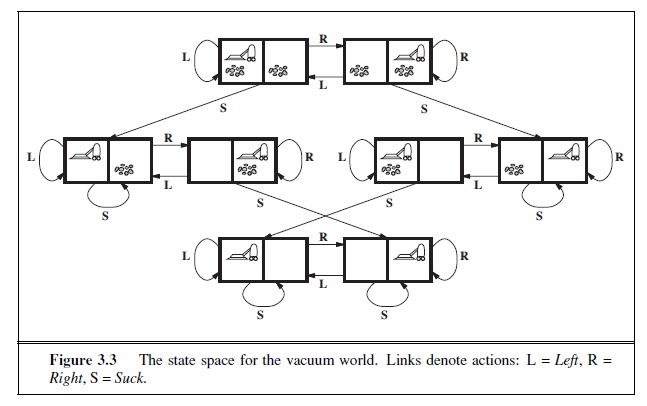 R
L
R
L
S
S
R
R
L
R
L
R
L
L
S
S
S
S
R
L
R
L
S
S
Figure 3.3 The state space for the vacuum world. Links denote actions: L = Left, R =
Right, S = Suck.